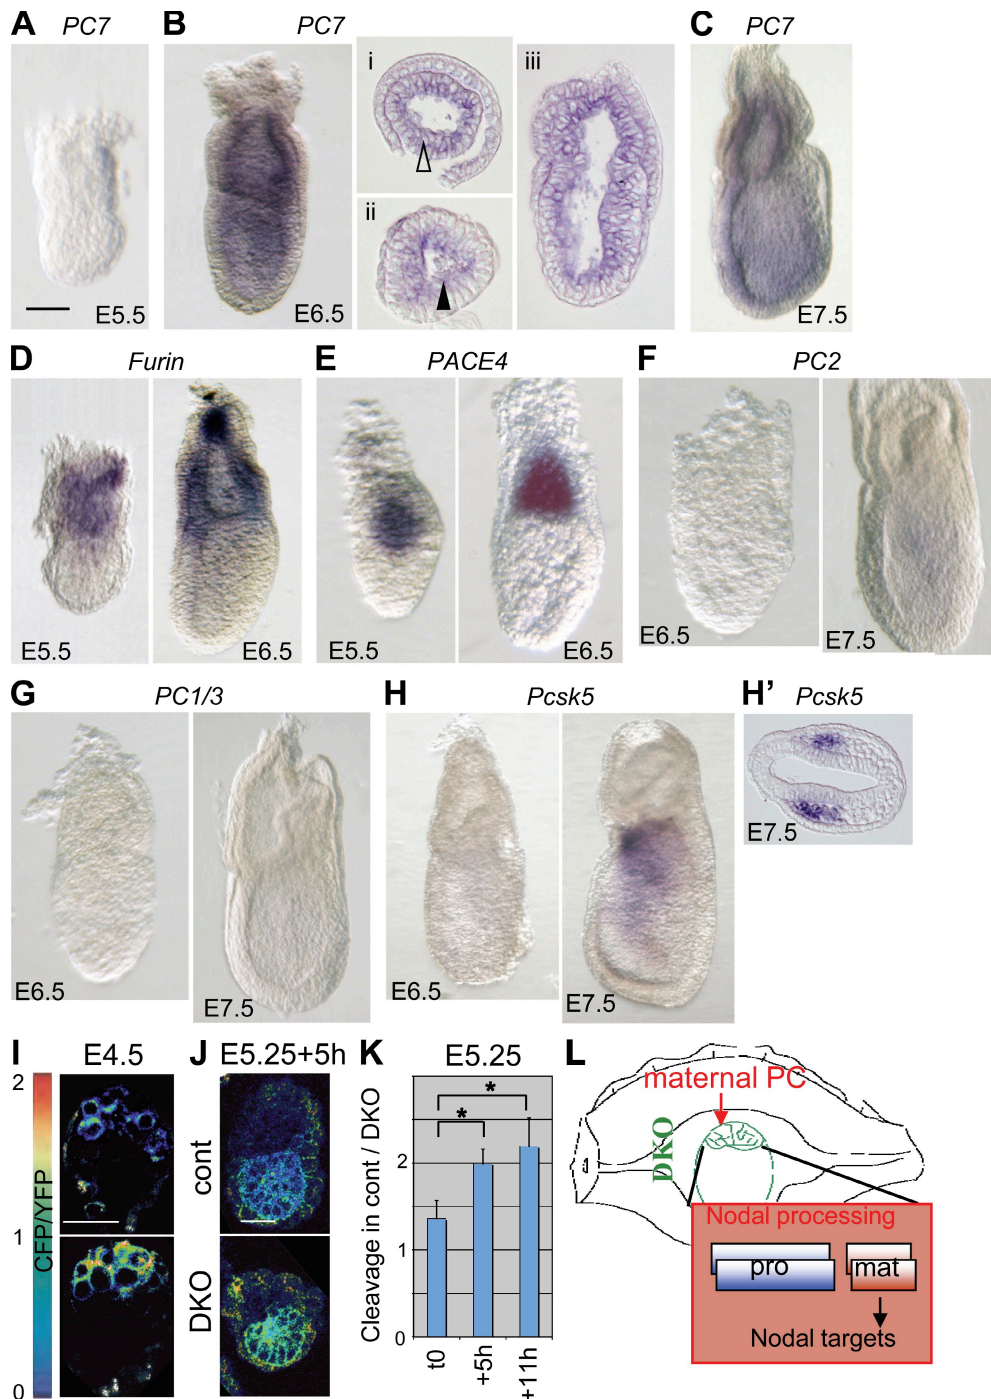 A PC7
B PC7
i
ii
iii
C PC7
E5.5
E6.5
E7.5
D Furin
E PACE4
F PC2
E5.5
E6.5
E5.5
E6.5
E6.5
E7.5
G PC1/3
H Pcsk5
H’ Pcsk5
E7.5
E6.5
E7.5
E6.5
E7.5
I E4.5
2
1
0
CFP/YFP
J E5.25+5h
cont
DKO
K E5.25
Cleavage in cont / DKO
2
1
0
*
*
t0
+5h
+11h
L
maternal PC
DKO
Nodal processing
pro
mat
Nodal targets